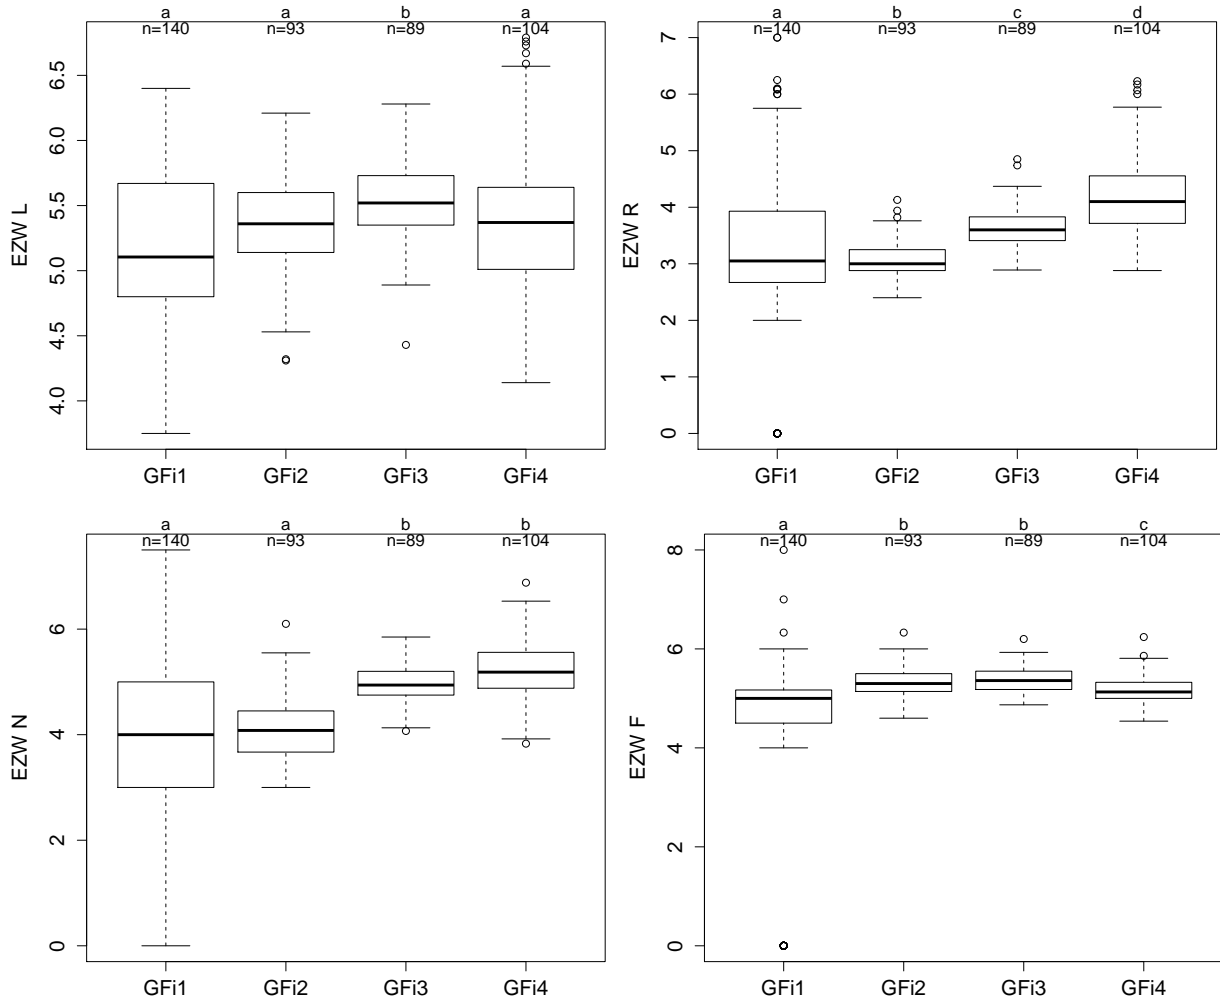 a a b a
n=140 n=93 n=89 n=104
EZW L
6.5
6.0
5.5
5.0
4.5
4.0
GFi1 GFi2 GFi3 GFi4
a b c d
n=140 n=93 n=89 n=104
EZW R
7
6
5
4
3
2
1
0
GFi1 GFi2 GFi3 GFi4
a a b b
n=140 n=93 n=89 n=104
EZW N
6
4
2
0
GFi1 GFi2 GFi3 GFi4
a b b c
n=140 n=93 n=89 n=104
EZW F
8
6
4
2
0
GFi1 GFi2 GFi3 GFi4